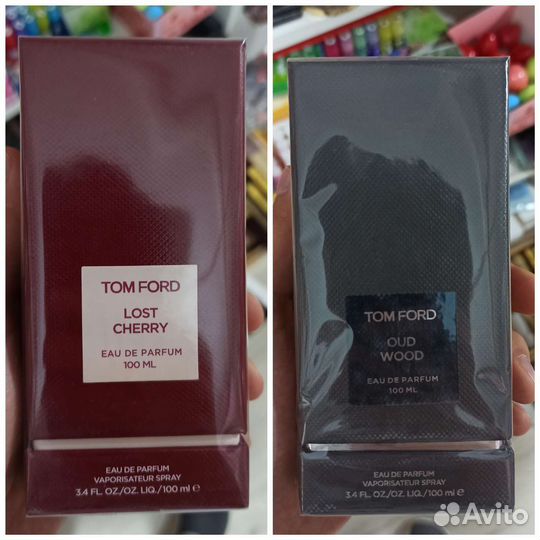 TOM FORD
LOST
CHERRY
EAU DE PARFUM
100 ML
EAU DE PARFUM
VAPORISATEUR SPRAY
3.4 FL. OZ./OZ. LIQ./100 ml e
TOM FORD
OUD
WOOD
EAU DE PARFUM
100 ML
EAU DE PARFUM
VAPORISATEUR SPRAY
3.4 FL. OZ./OZ. LIQ./100 ml e
Avito